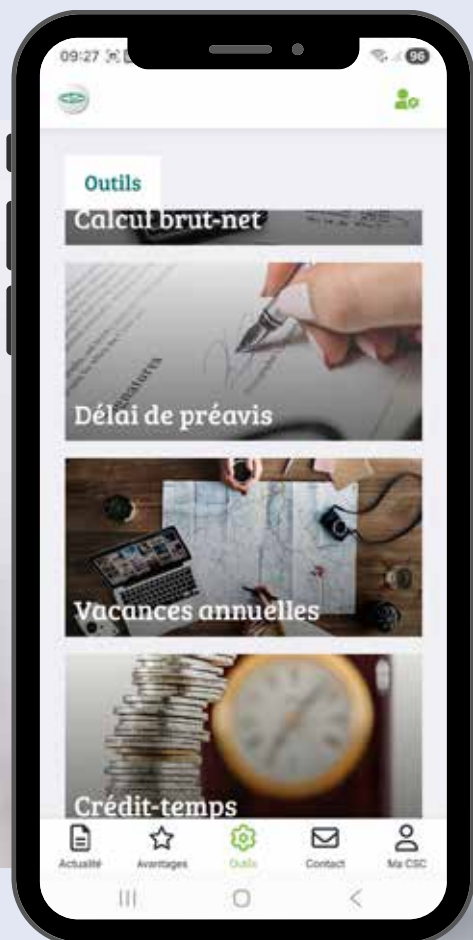 09:27
96
Outils
Calcul brut-net
Délai de préavis
Vacances annuelles
Crédit-temps
Actualité
Avantages
Outils
Contact
Ma CSC